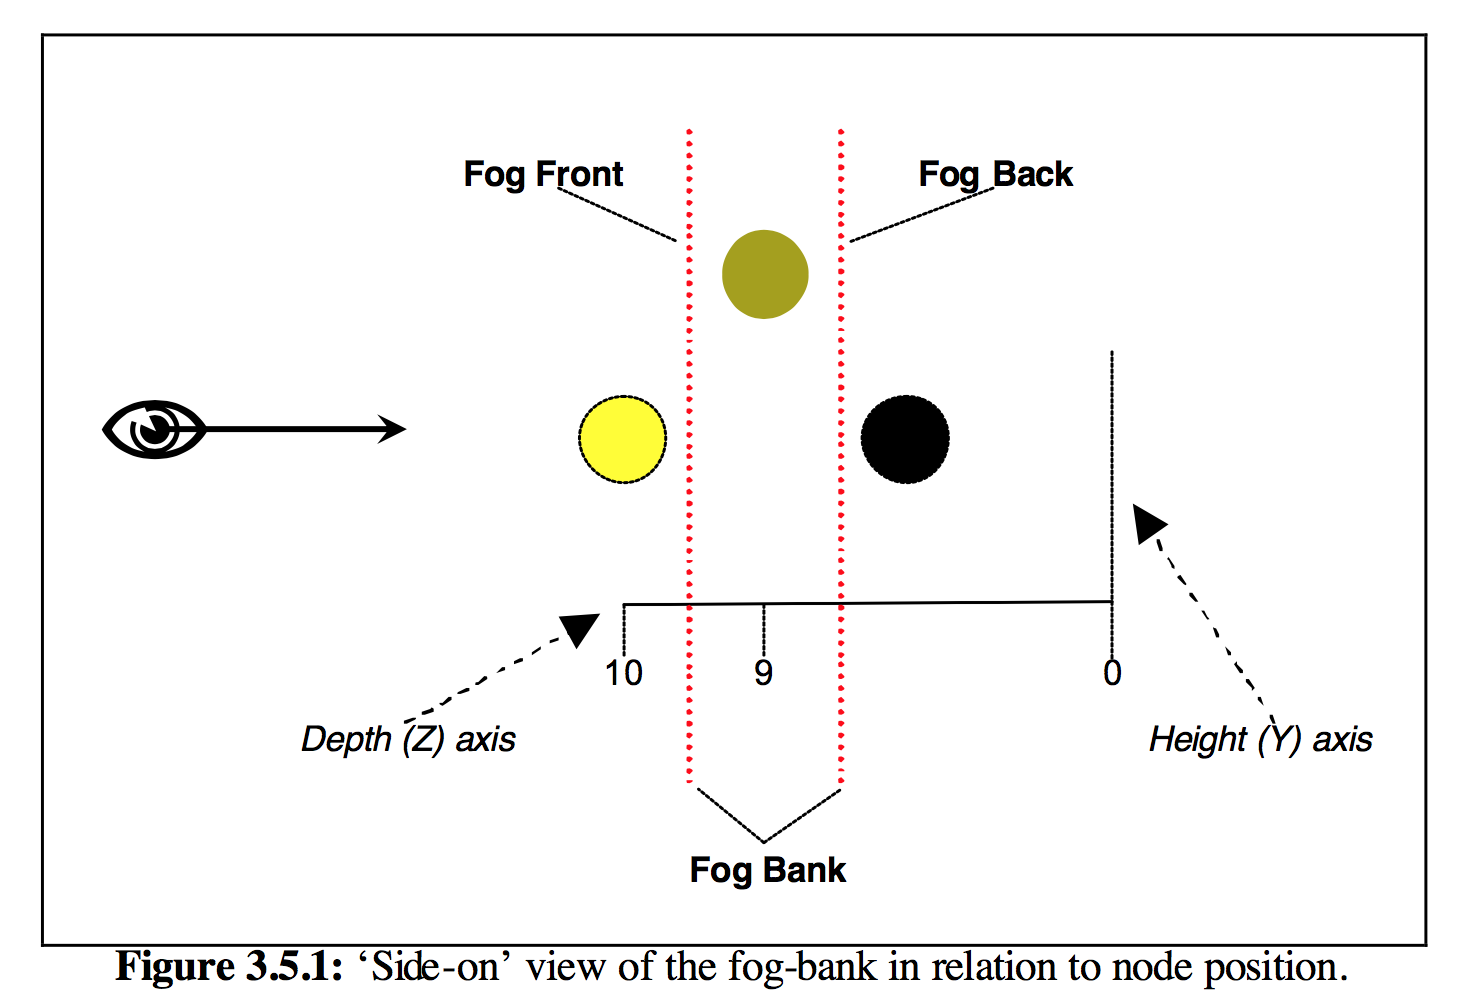 Fog Front
Fog Back
10
9
0
Depth (Z) axis
Height (Y) axis
Fog Bank
Figure 3.5.1: ‘Side-on’ view of the fog-bank in relation to node position.